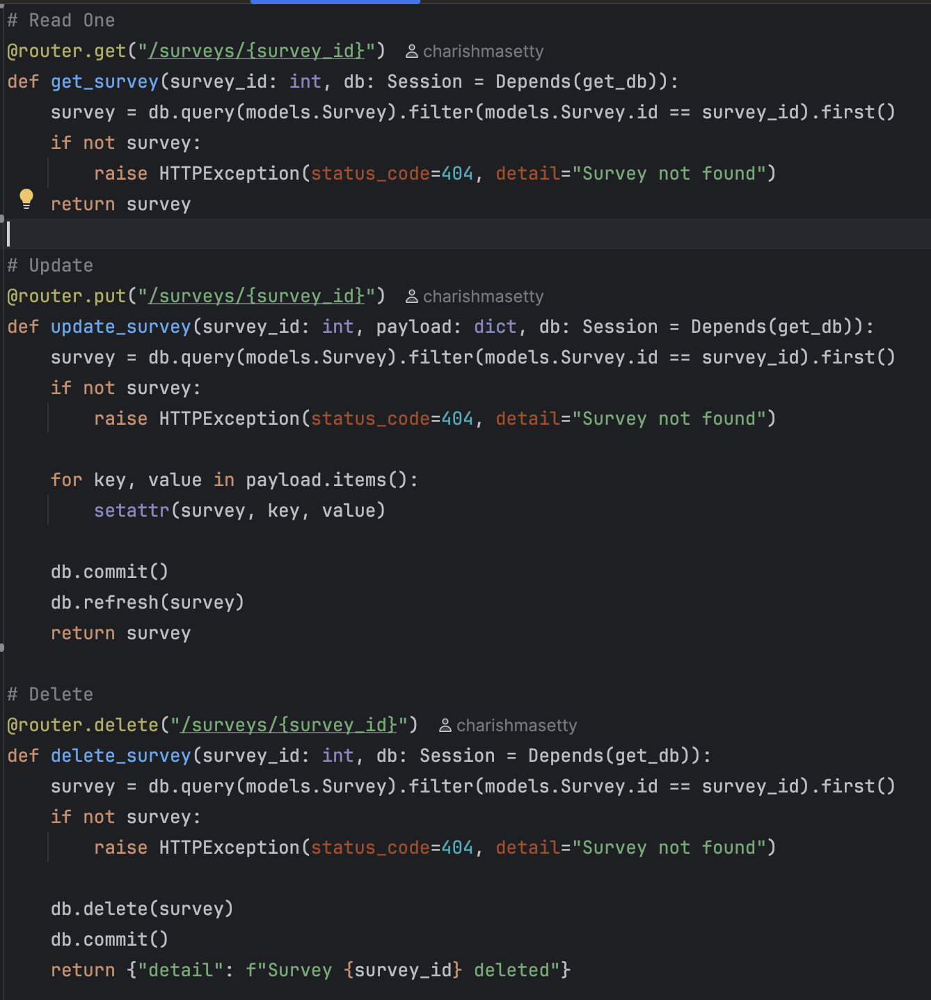 # Read One
@router.get("/surveys/{survey_id}") charishmasetty
def get_survey(survey_id: int, db: Session = Depends(get_db)):
    survey = db.query(models.Survey).filter(models.Survey.id == survey_id).first()
    if not survey:
        raise HTTPException(status_code=404, detail="Survey not found")
    return survey
# Update
@router.put("/surveys/{survey_id}") charishmasetty
def update_survey(survey_id: int, payload: dict, db: Session = Depends(get_db)):
    survey = db.query(models.Survey).filter(models.Survey.id == survey_id).first()
    if not survey:
        raise HTTPException(status_code=404, detail="Survey not found")
    for key, value in payload.items():
        setattr(survey, key, value)
    db.commit()
    db.refresh(survey)
    return survey
# Delete
@router.delete("/surveys/{survey_id}") charishmasetty
def delete_survey(survey_id: int, db: Session = Depends(get_db)):
    survey = db.query(models.Survey).filter(models.Survey.id == survey_id).first()
    if not survey:
        raise HTTPException(status_code=404, detail="Survey not found")
    db.delete(survey)
    db.commit()
    return {"detail": f"Survey {survey_id} deleted"}